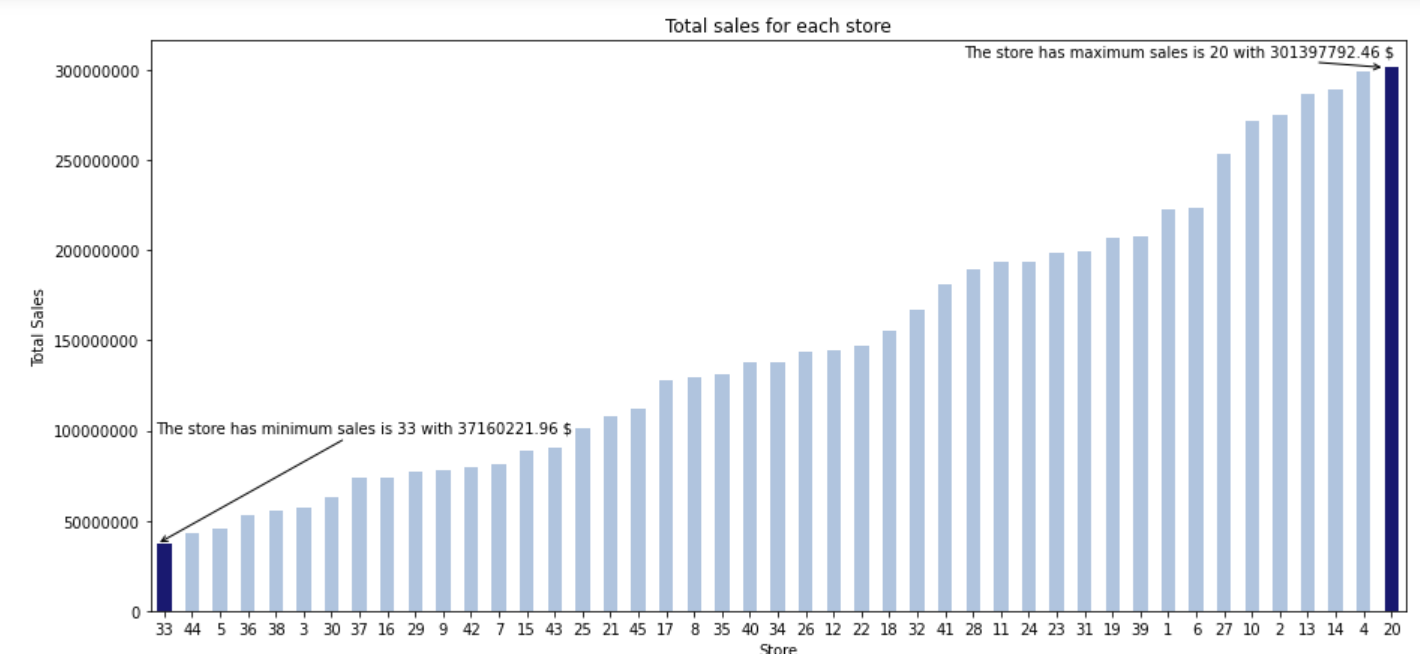 Total sales for each store
The store has maximum sales is 20 with 301397792.46 $
300000000
250000000
200000000
150000000
100000000
50000000
0
Total Sales
The store has minimum sales is 33 with 37160221.96 $
33 44 5 36 38 3 30 37 16 29 9 42 7 15 43 25 21 45 17 8 35 40 34 26 12 22 18 32 41 28 11 24 23 31 19 39 1 6 27 10 2 13 14 4 20
Store